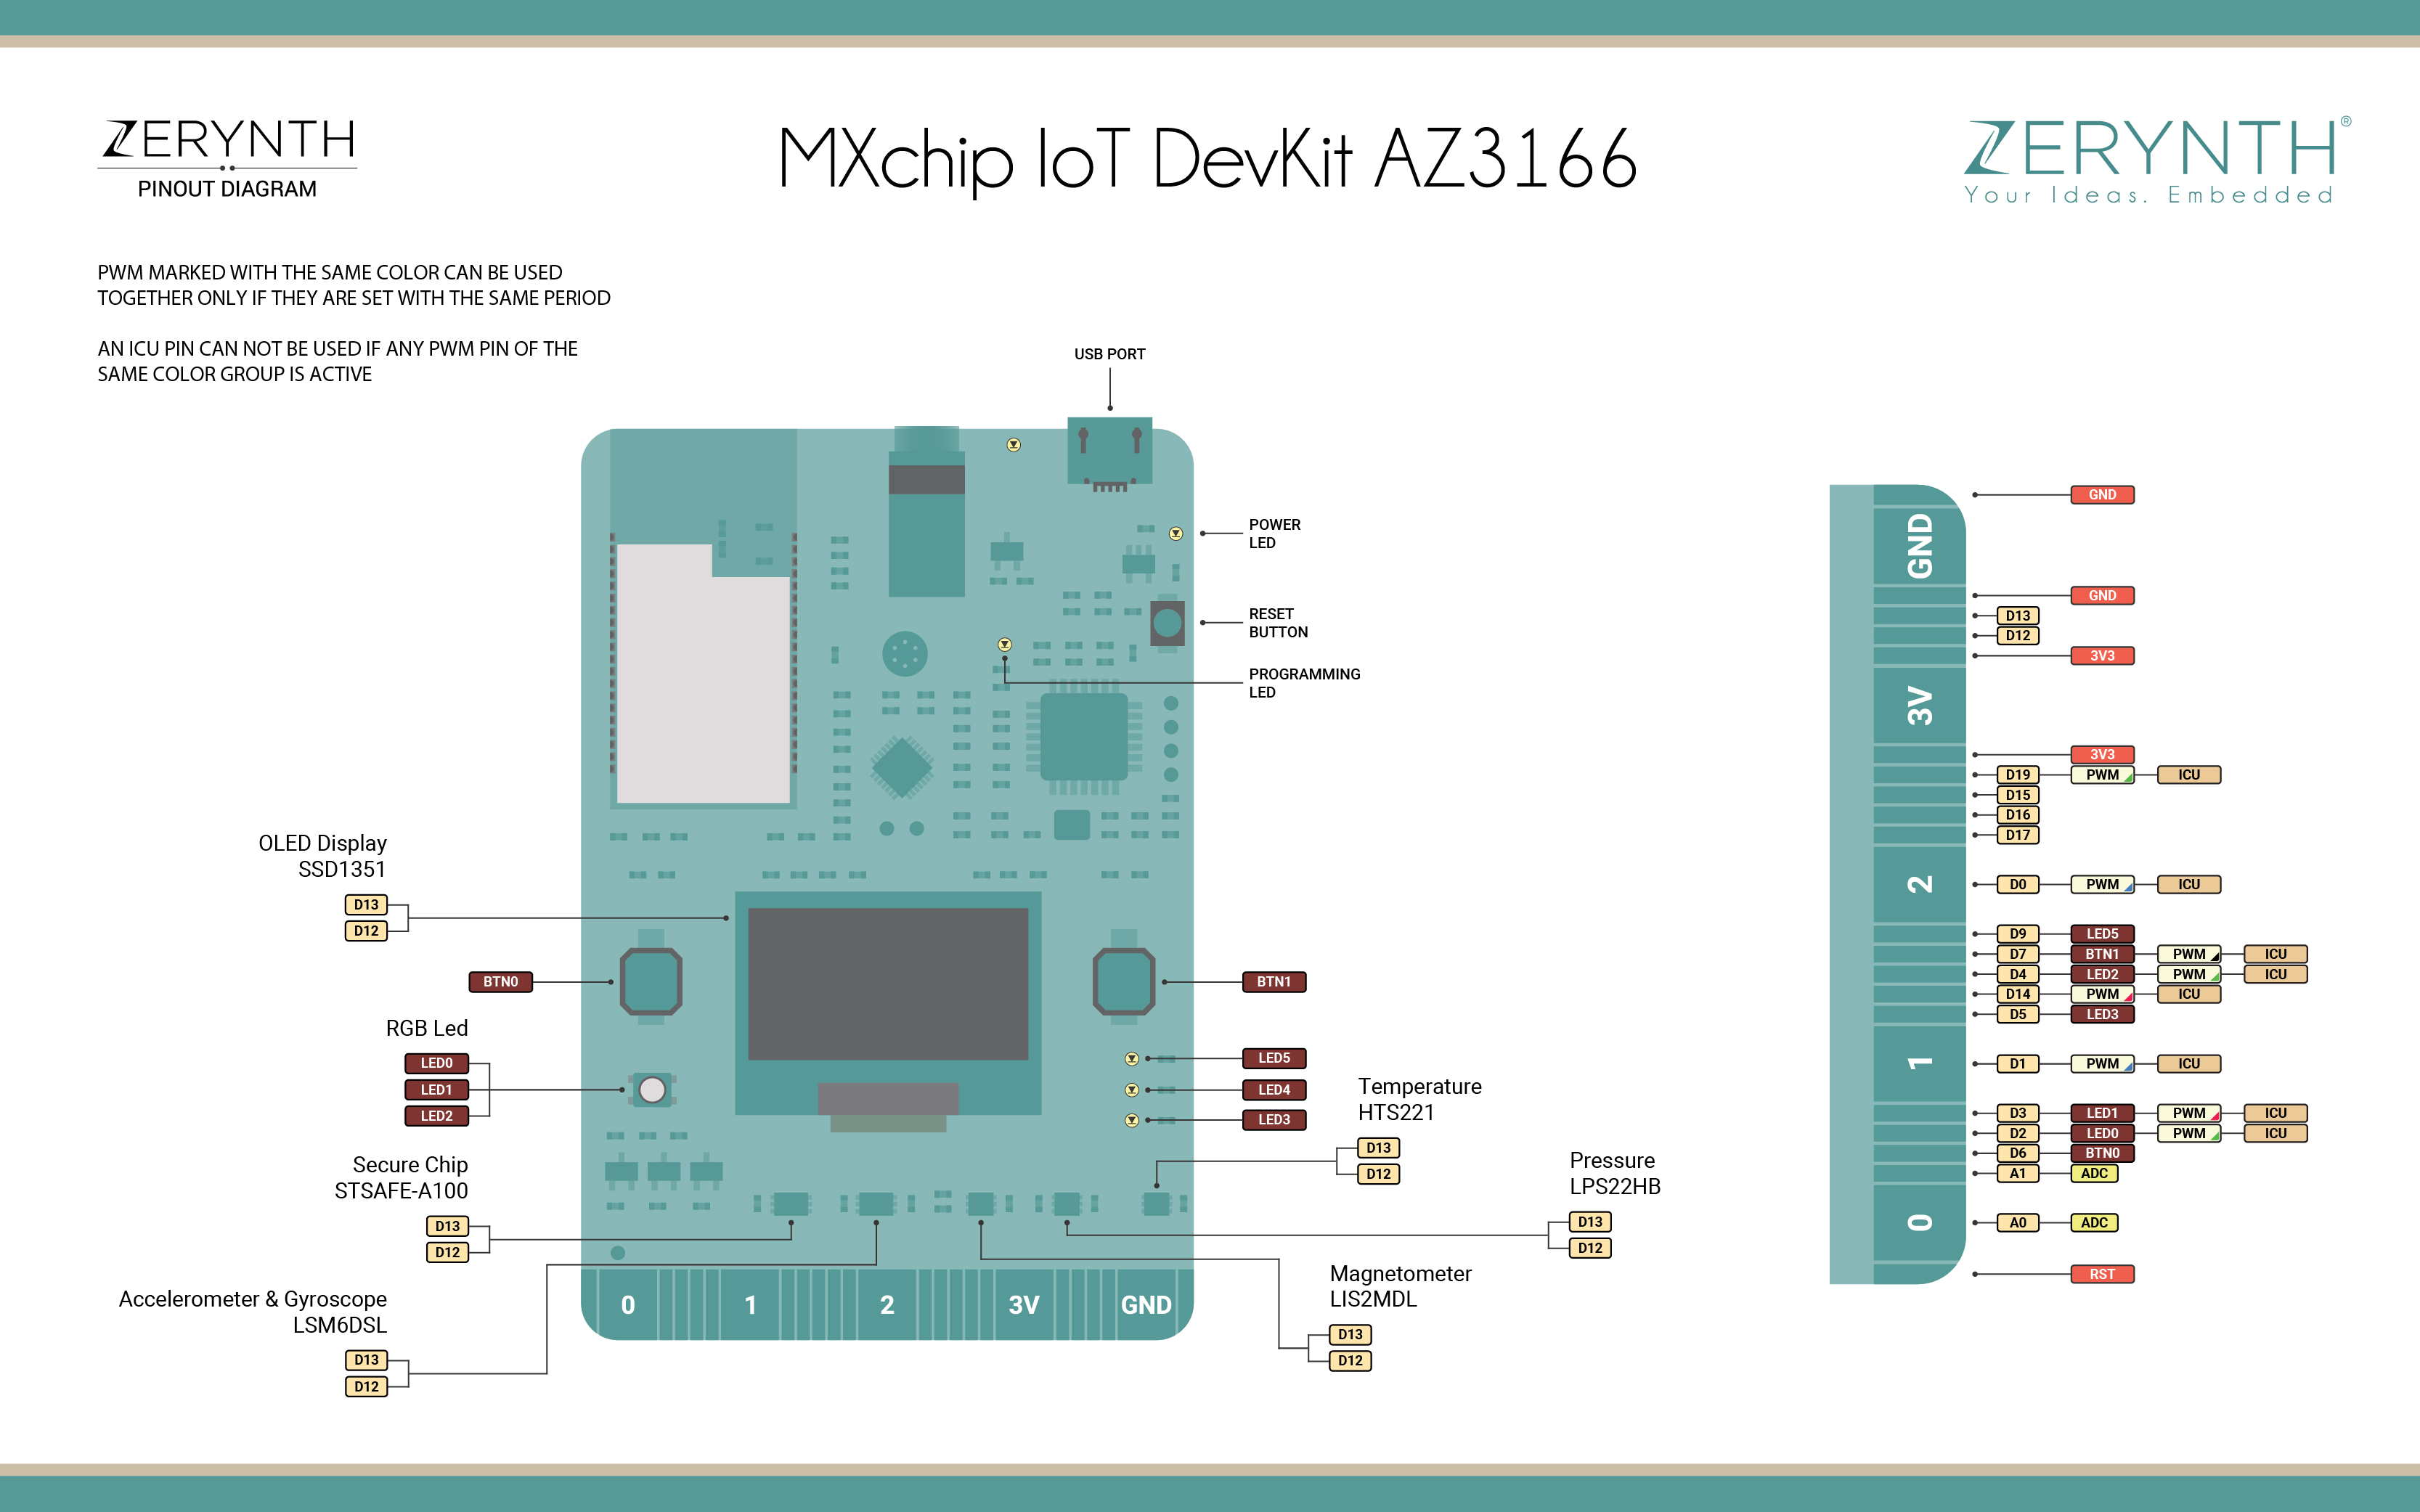 ZERYNTH
PINOUT DIAGRAM
MXchip IoT DevKit AZ3166
ZERYNTH®
Your Ideas. Embedded
PWM MARKED WITH THE SAME COLOR CAN BE USED
TOGETHER ONLY IF THEY ARE SET WITH THE SAME PERIOD
AN ICU PIN CAN NOT BE USED IF ANY PWM PIN OF THE
SAME COLOR GROUP IS ACTIVE
USB PORT
POWER
LED
RESET
BUTTON
PROGRAMMING
LED
OLED Display
SSD1351
D13
D12
BTN0
BTN1
RGB Led
LED0
LED1
LED2
LED5
LED4
LED3
Temperature
HTS221
D13
D12
Pressure
LPS22HB
D13
D12
Secure Chip
STSAFE-A100
D13
D12
Magnetometer
LIS2MDL
D13
D12
Accelerometer & Gyroscope
LSM6DSL
D13
D12
0 1 2 3V GND
GND
3V
2
1
0
GND
GND
D13
D12
3V3
3V3
D19 PWM ICU
D15
D16
D17
D0 PWM ICU
D9 LED5
D7 BTN1 PWM ICU
D4 LED2 PWM ICU
D14 PWM ICU
D5 LED3
D1 PWM ICU
D3 LED1 PWM ICU
D2 LED0 PWM ICU
D6 BTN0
A1 ADC
A0 ADC
RST